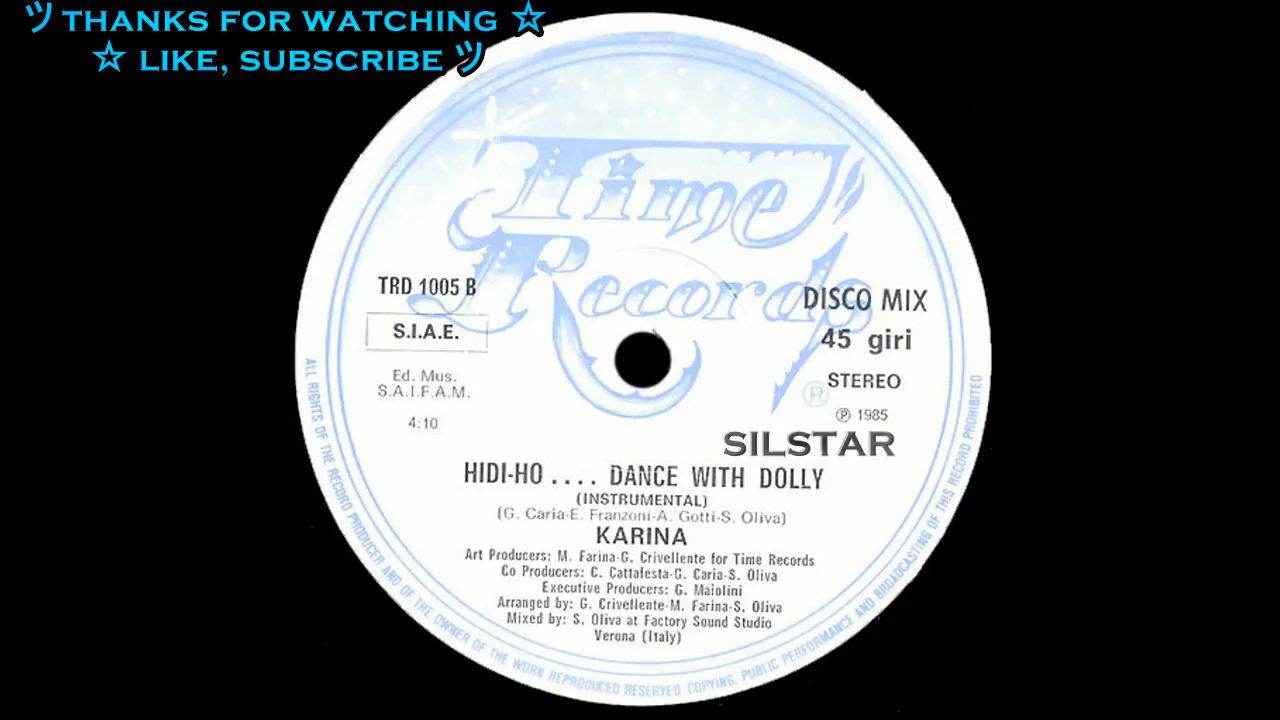 ツ THANKS FOR WATCHING ☆
☆ LIKE, SUBSCRIBE ツ
Time
Records
TRD 1005 B
S.I.A.E.
Ed. Mus.
S.A.I.F.A.M.
4:10
DISCO MIX
45 giri
STEREO
®
℗ 1985
SILSTAR
HIDI-HO .... DANCE WITH DOLLY
(INSTRUMENTAL)
(G. Caria-E. Franzoni-A. Gotti-S. Oliva)
KARINA
Art Producers: M. Farina-G. Crivellente for Time Records
Co Producers: C. Cattafesta-G. Caria-S. Oliva
Executive Producers: G. Maiolini
Arranged by: G. Crivellente-M. Farina-S. Oliva
Mixed by: S. Oliva at Factory Sound Studio
Verona (Italy)
ALL RIGHTS OF THE RECORD PRODUCER AND OF THE OWNER OF THE WORK REPRODUCED RESERVED COPYING, PUBLIC PERFORMANCE AND BROADCASTING OF THIS RECORD PROHIBITED